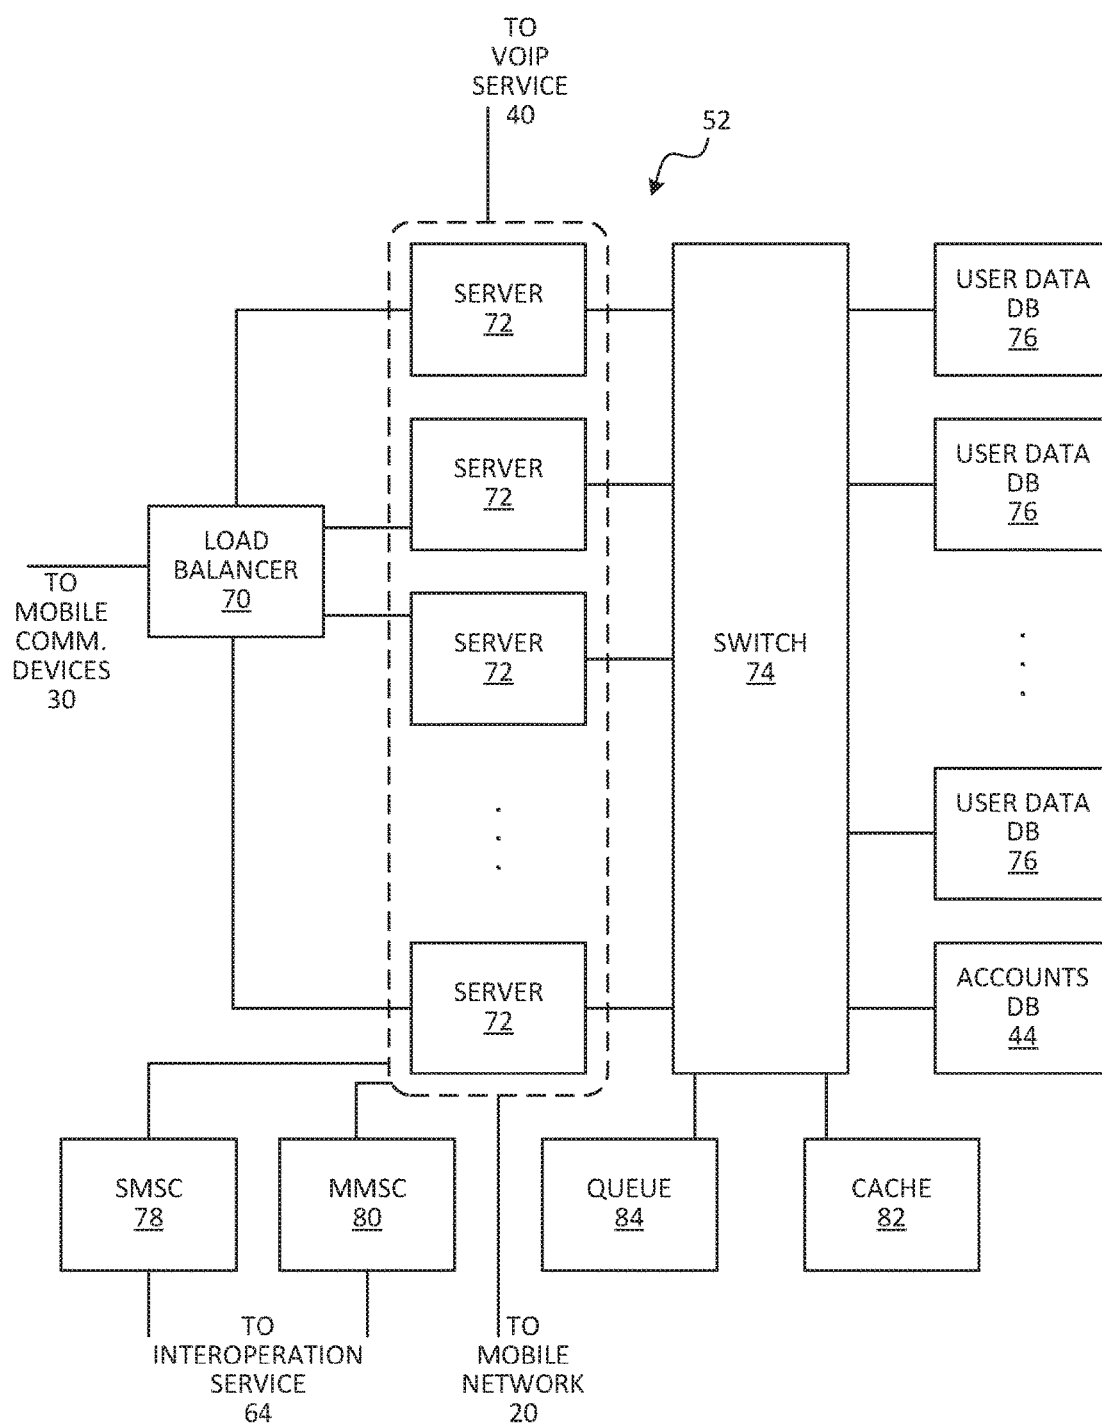 TO
VOIP
SERVICE
40
52
SERVER
72
USER DATA
DB
76
SERVER
72
USER DATA
DB
76
LOAD
BALANCER
70
TO
MOBILE
COMM.
DEVICES
30
SERVER
72
SWITCH
74
USER DATA
DB
76
SERVER
72
ACCOUNTS
DB
44
SMSC
78
MMSC
80
QUEUE
84
CACHE
82
TO
INTEROPERATION
SERVICE
64
TO
MOBILE
NETWORK
20